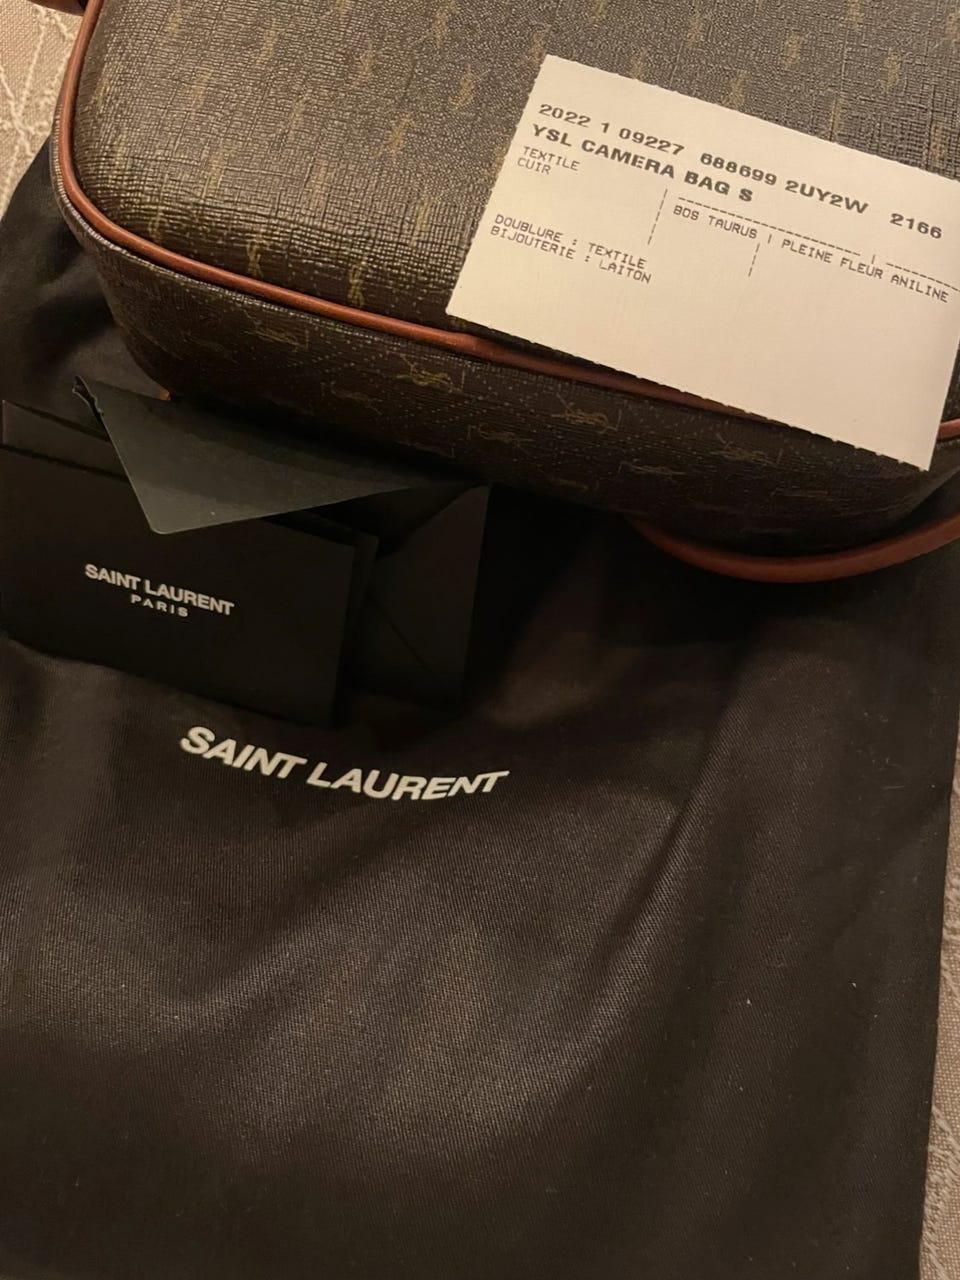 2022 1 09227 688699 2UY2W 2166
YSL CAMERA BAG S
TEXTILE
CUIR
BOS TAURUS | PLEINE FLEUR ANILINE
DOUBLURE : TEXTILE
BIJOUTERIE : LAITON
SAINT LAURENT
PARIS
SAINT LAURENT